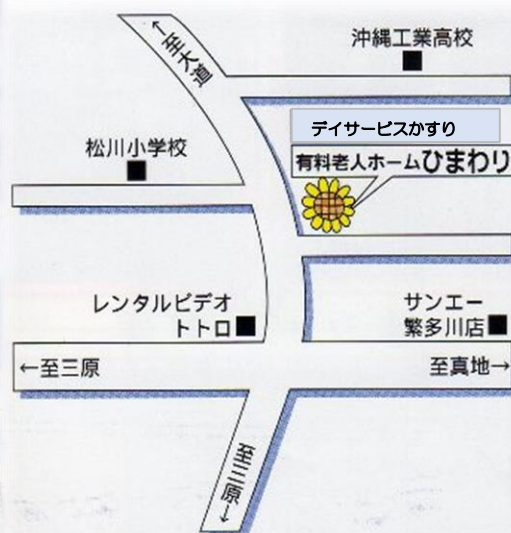 ←至大道
沖縄工業高校
デイサービスかすり
松川小学校
有料老人ホームひまわり
レンタルビデオ
トトロ
サンエー
繁多川店
←至三原
至真地→
至三原→